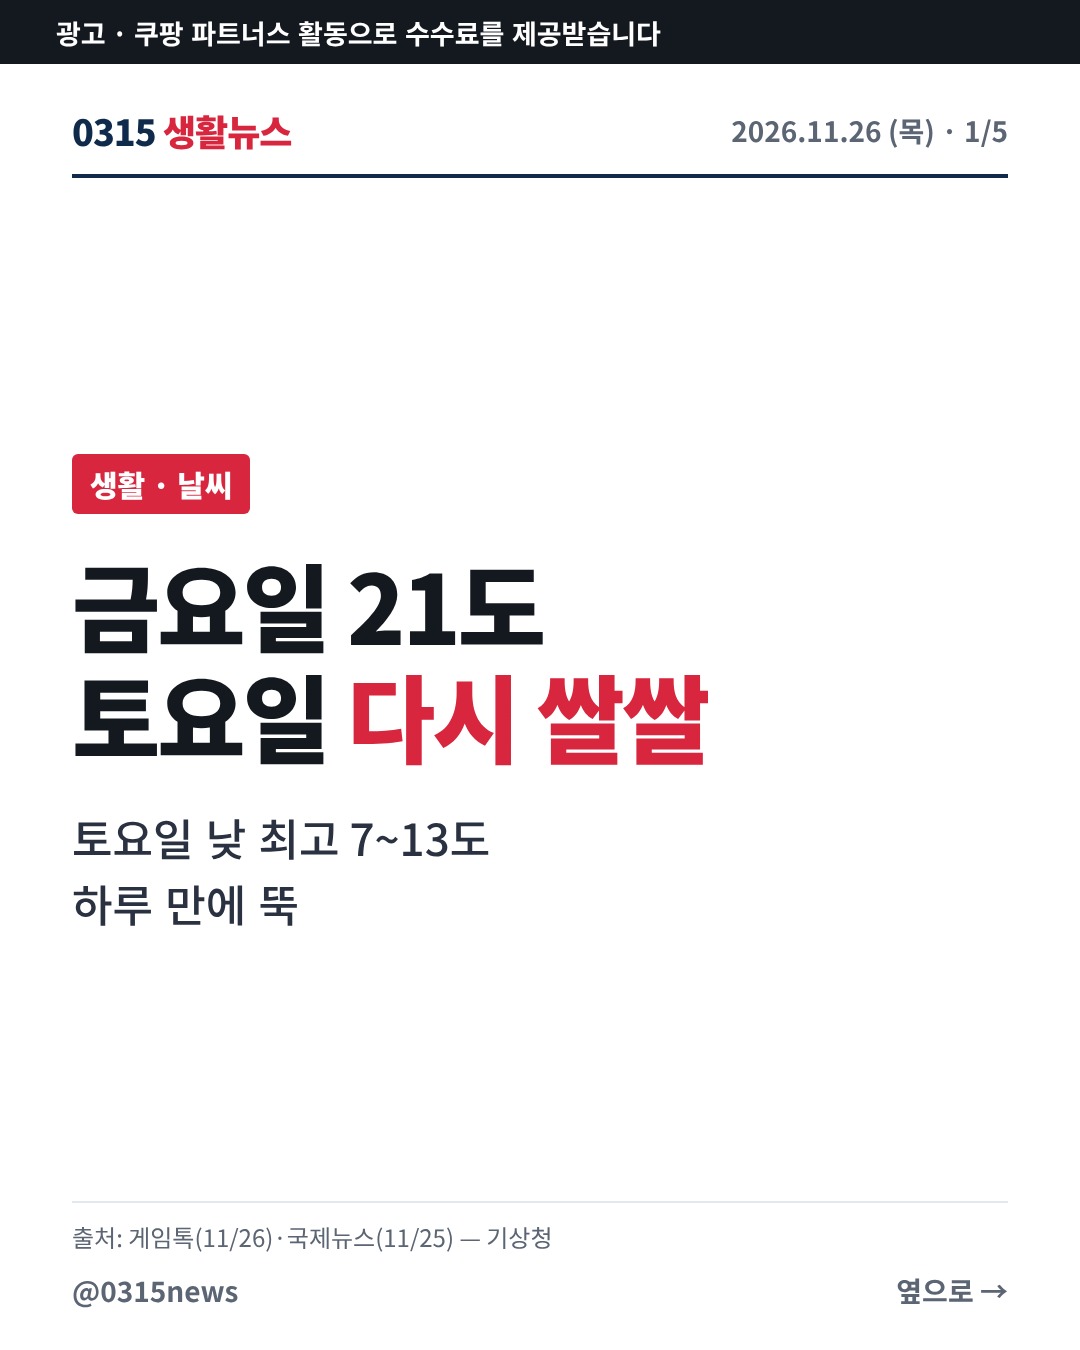 광고 · 쿠팡 파트너스 활동으로 수수료를 제공받습니다
0315 생활뉴스
2026.11.26 (목) · 1/5
생활 · 날씨
금요일 21도
토요일 다시 쌀쌀
토요일 낮 최고 7~13도
하루 만에 뚝
출처: 게임톡(11/26)·국제뉴스(11/25) — 기상청
@0315news
옆으로 →